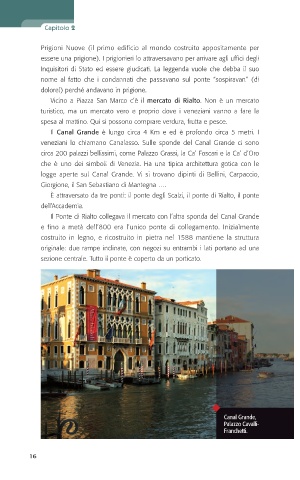 Capitolo 2
Prigioni Nuove (il primo edificio al mondo costruito appositamente per
essere una prigione). I prigionieri lo attraversavano per arrivare agli uffici degli
Inquisitori di Stato ed essere giudicati. La leggenda vuole che debba il suo
nome al fatto che i condannati che passavano sul ponte "sospiravan" (di
dolore!) perché andavano in prigione.
Vicino a Piazza San Marco c'è il mercato di Rialto. Non è un mercato
turistico, ma un mercato vero e proprio dove i veneziani vanno a fare la
spesa al mattino. Qui si possono comprare verdura, frutta e pesce.
Il Canal Grande è lungo circa 4 Km e ed è profondo circa 5 metri. I
veneziani lo chiamano Canalasso. Sulle sponde del Canal Grande ci sono
circa 200 palazzi bellissimi, come Palazzo Grassi, la Ca' Foscari e la Ca' d'Oro
che è uno dei simboli di Venezia. Ha una tipica architettura gotica con le
logge aperte sul Canal Grande. Vi si trovano dipinti di Bellini, Carpaccio,
Giorgione, il San Sebastiano di Mantegna ….
È attraversato da tre ponti: il ponte degli Scalzi, il ponte di Rialto, il ponte
dell'Accademia.
Il Ponte di Rialto collegava il mercato con l'altra sponda del Canal Grande
e fino a metà dell'800 era l'unico ponte di collegamento. Inizialmente
costruito in legno, è ricostruito in pietra nel 1588 mantiene la struttura
originale: due rampe inclinate, con negozi su entrambi i lati portano ad una
sezione centrale. Tutto il ponte è coperto da un porticato.
Canal Grande,
Palazzo Cavalli-
Franchetti.
16